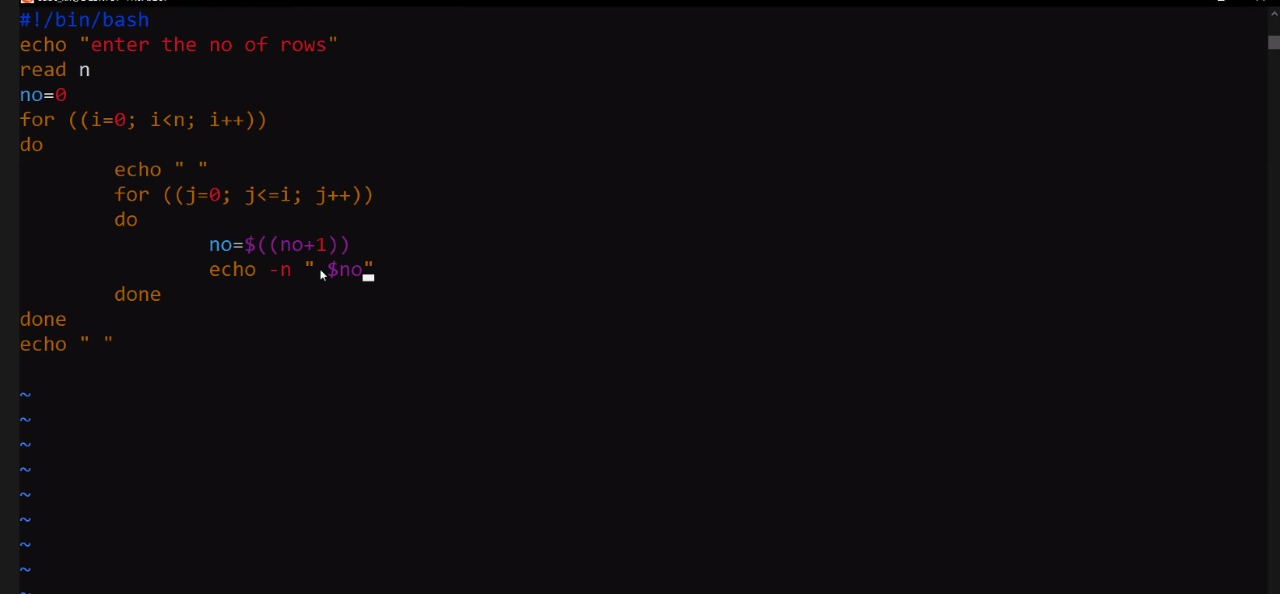 #!/bin/bash
echo "enter the no of rows"
read n
no=0
for ((i=0; i<n; i++))
do
        echo " "
        for ((j=0; j<=i; j++))
        do
                no=$((no+1))
                echo -n " $no"
        done
done
echo " "

~
~
~
~
~
~
~
~
~